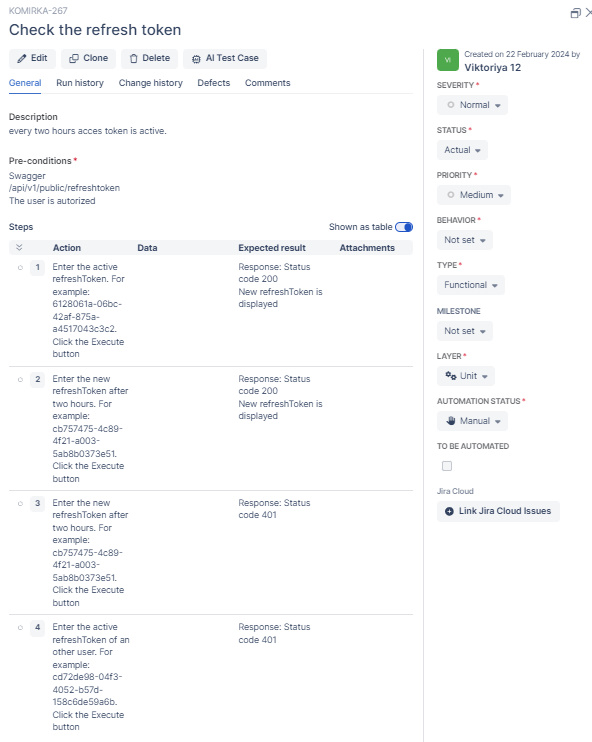 KOMIRKA-267
Check the refresh token
Edit
Clone
Delete
AI Test Case
General
Run history
Change history
Defects
Comments
Description
every two hours acces token is active.
Pre-conditions *
Swagger
/api/v1/public/refreshtoken
The user is autorized
Steps
Shown as table
Action
Data
Expected result
Attachments
1
Enter the active
refreshToken. For
example:
6128061a-06bc-
42af-875a-
a4517043c3c2.
Click the Execute
button
Response: Status
code 200
New refreshToken is
displayed
2
Enter the new
refreshToken after
two hours. For
example:
cb757475-4c89-
4f21-a003-
5ab8b0373e51.
Click the Execute
button
Response: Status
code 200
New refreshToken is
displayed
3
Enter the new
refreshToken after
two hours. For
example:
cb757475-4c89-
4f21-a003-
5ab8b0373e51.
Click the Execute
button
Response: Status
code 401
4
Enter the active
refreshToken of an
other user. For
example:
cd72de98-04f3-
4052-b57d-
158c6de59a6b.
Click the Execute
button
Response: Status
code 401
VI
Created on 22 February 2024 by
Viktoriya 12
SEVERITY *
Normal
STATUS *
Actual
PRIORITY *
Medium
BEHAVIOR *
Not set
TYPE *
Functional
MILESTONE
Not set
LAYER *
Unit
AUTOMATION STATUS *
Manual
TO BE AUTOMATED
Jira Cloud
Link Jira Cloud Issues